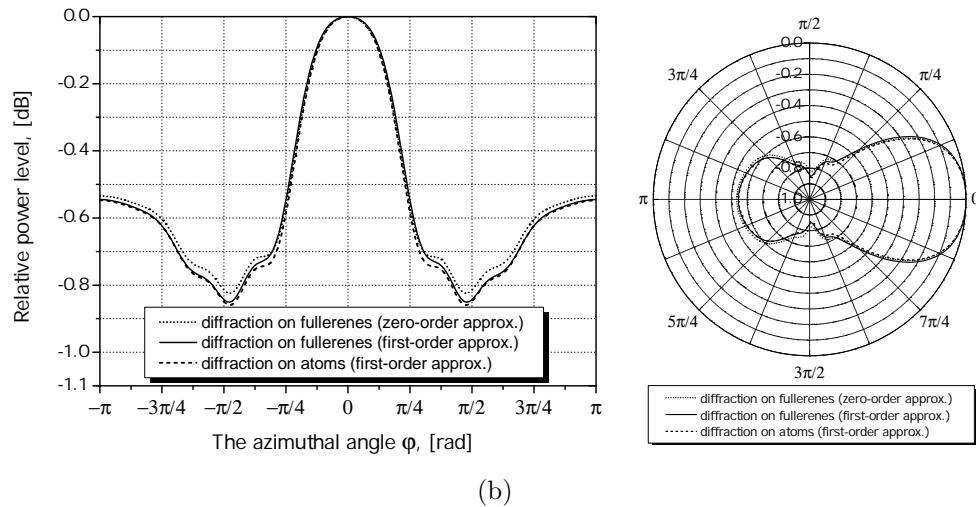 Relative power level, [dB]
0.0
-0.2
-0.4
-0.6
-0.8
-1.0
-1.1
diffraction on fullerenes (zero-order approx.)
diffraction on fullerenes (first-order approx.)
diffraction on atoms (first-order approx.)
−π −3π/4 −π/2 −π/4 0 π/4 π/2 3π/4 π
The azimuthal angle φ, [rad]
π/2
3π/4 π/4
0.0
-0.2
-0.4
-0.6
-0.8
-1.0
π 0
5π/4 7π/4
3π/2
diffraction on fullerenes (zero-order approx.)
diffraction on fullerenes (first-order approx.)
diffraction on atoms (first-order approx.)
(b)